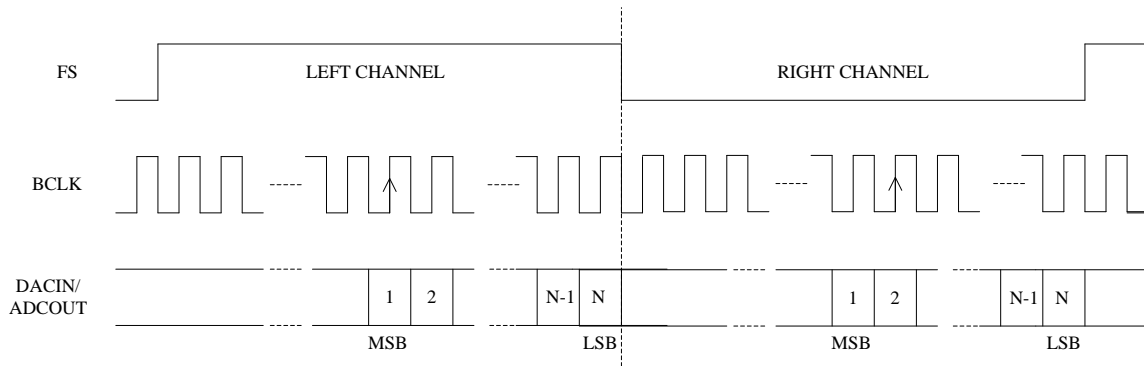 FS
LEFT CHANNEL
RIGHT CHANNEL
BCLK
DACIN/
ADCOUT
1 2 N-1 N 1 2 N-1 N
MSB LSB MSB LSB